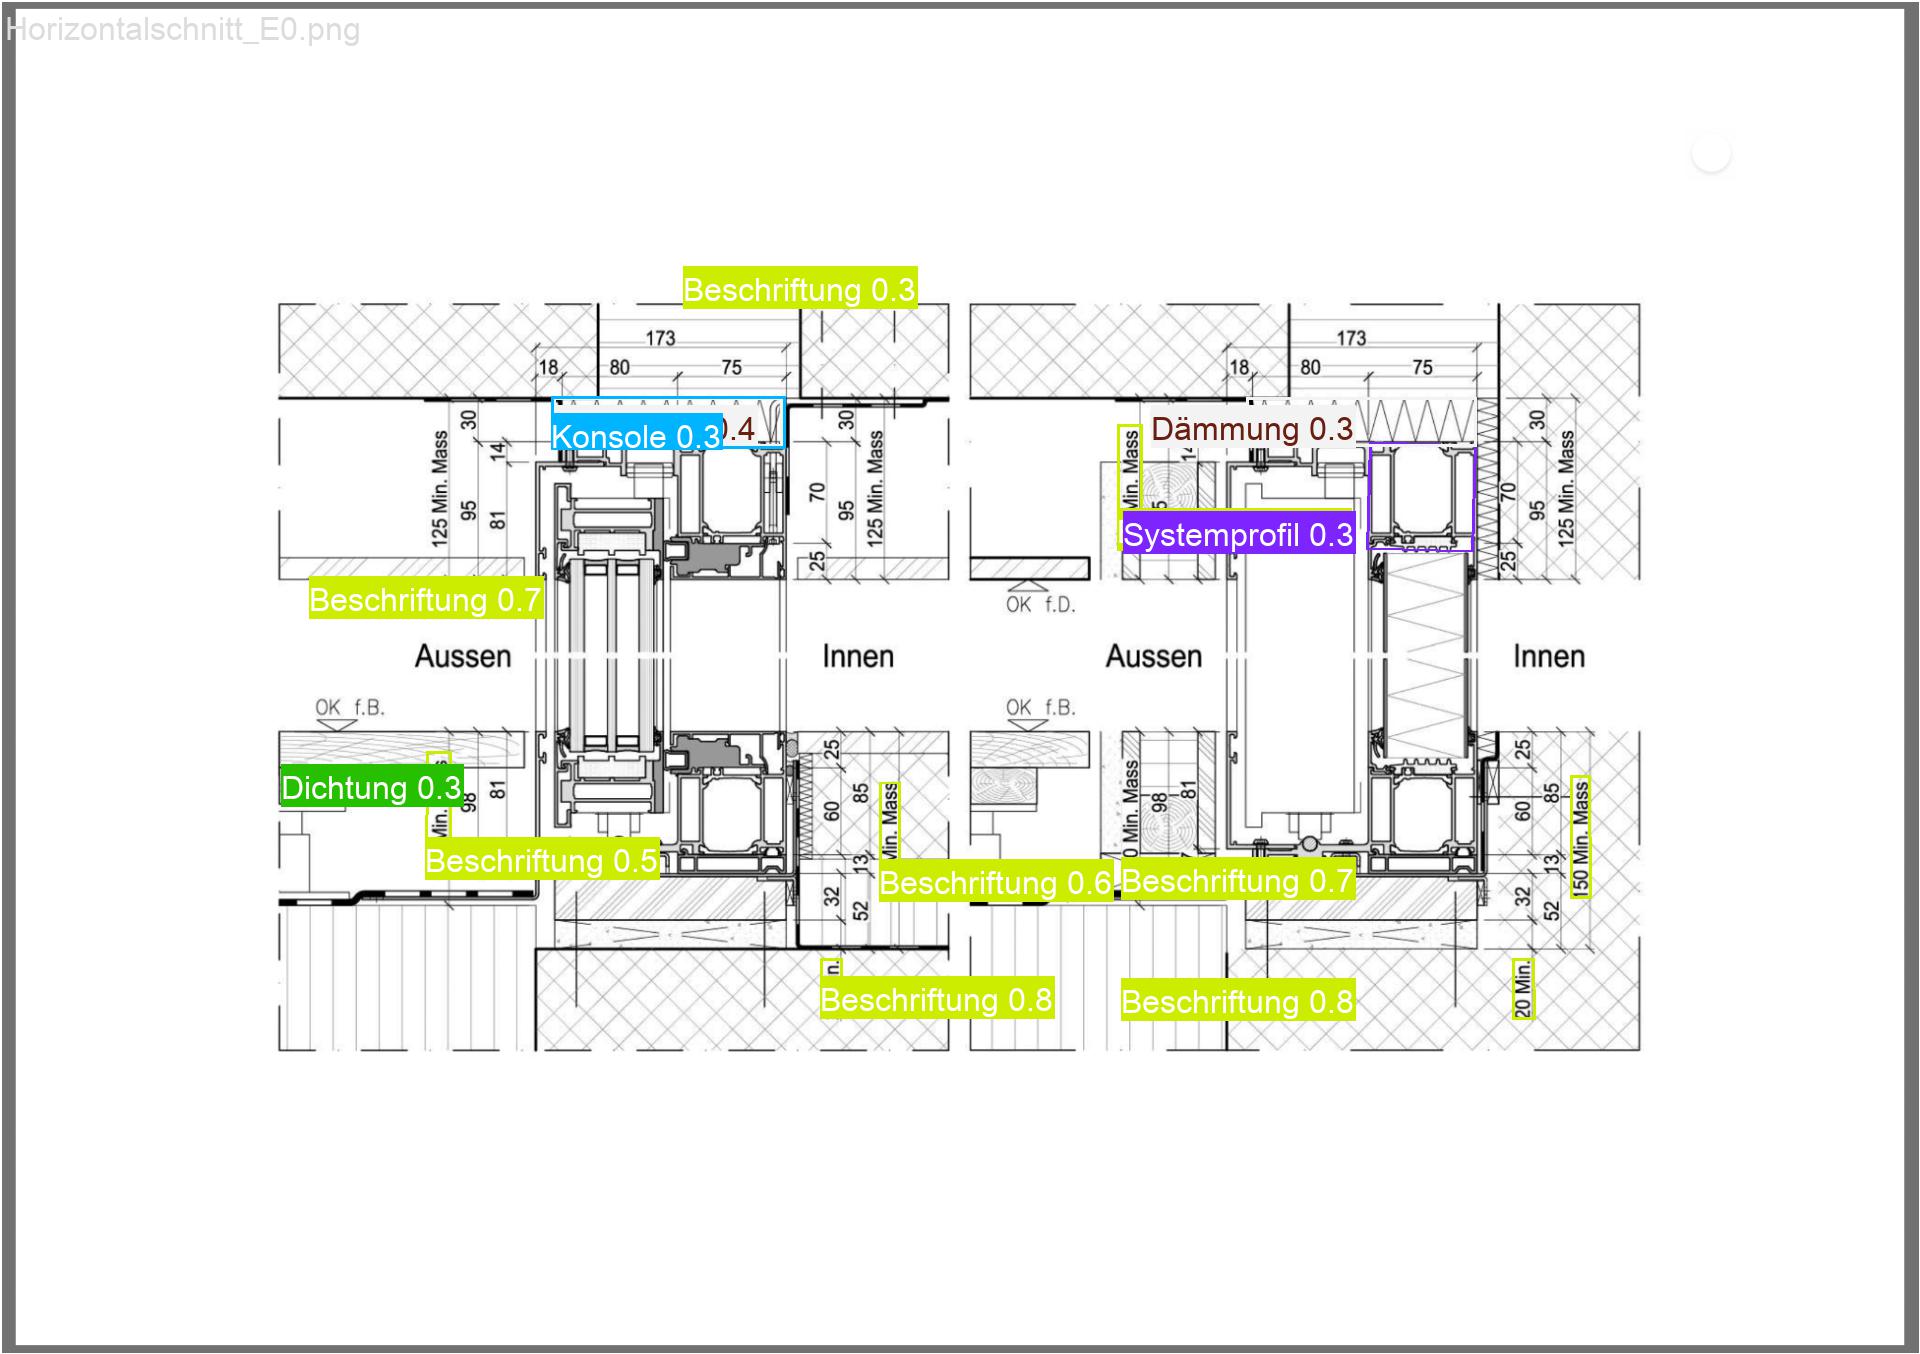 Horizontalschnitt_E0.png
Beschriftung 0.3
173
173
18
80
75
18
80
75
30
14
125 Min. Mass
95
81
Konsole 0.3
0.4
30
70
95
125 Min. Mass
25
Min. Mass
Dämmung 0.3
14
Systemprofil 0.3
30
70
95
125 Min. Mass
25
Beschriftung 0.7
OK f.D.
Aussen
Innen
Aussen
Innen
OK f.B.
OK f.B.
Dichtung 0.3
98
81
Min.
Beschriftung 0.5
25
60
85
Min. Mass
13
32
52
Beschriftung 0.6
0 Min. Mass
98
81
Beschriftung 0.7
25
60
85
150 Min. Mass
13
32
52
n.
Beschriftung 0.8
Beschriftung 0.8
20 Min.